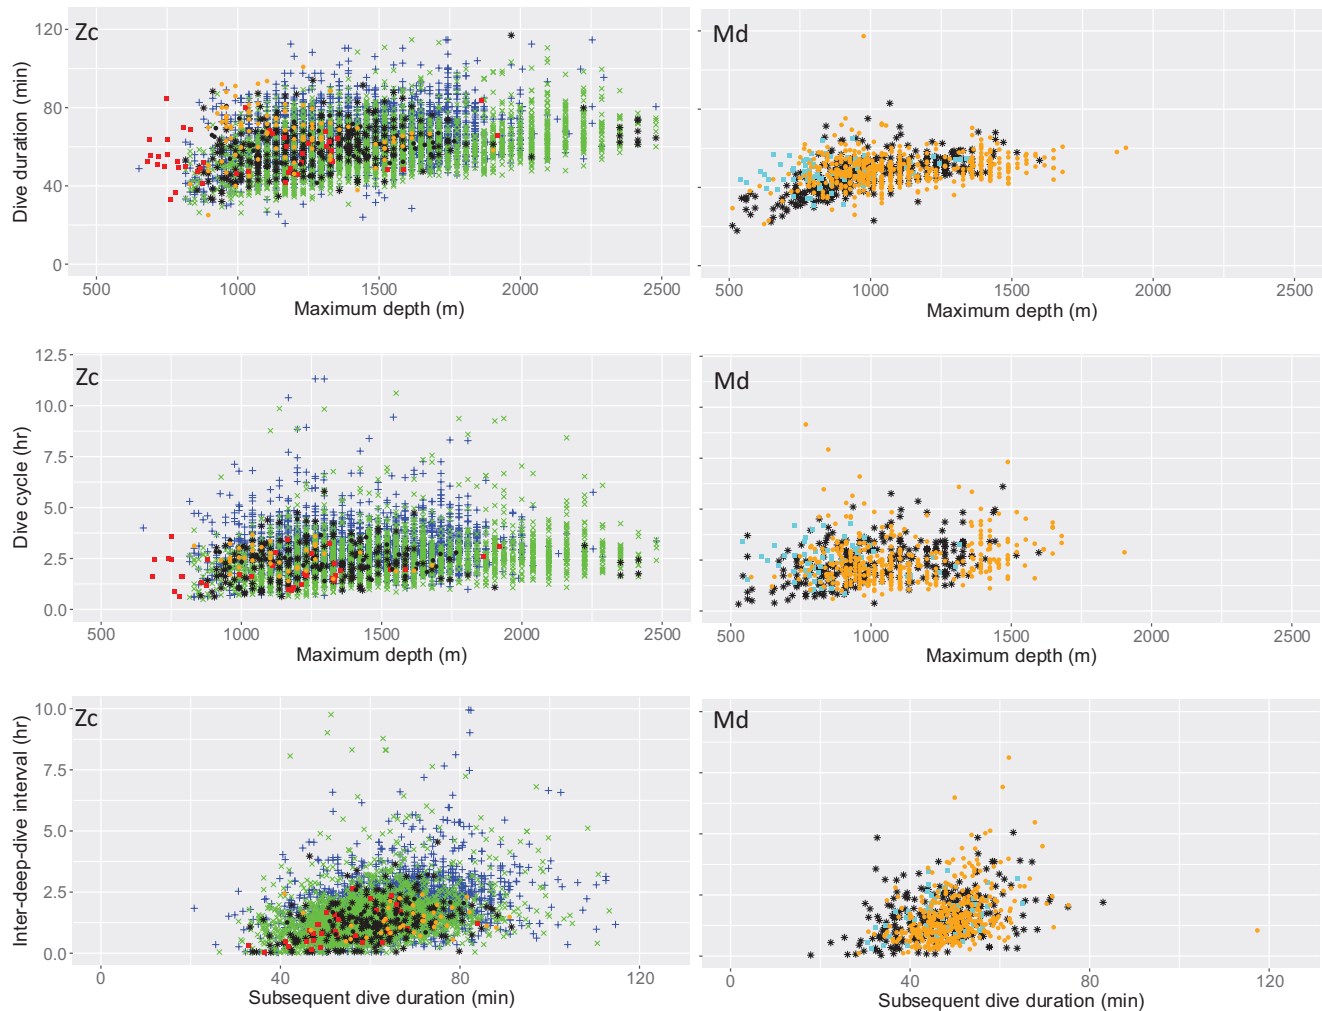 Zc
Dive duration (min)
120
80
40
0
500 1000 1500 2000 2500
Maximum depth (m)
Md
500 1000 1500 2000 2500
Maximum depth (m)
Zc
Dive cycle (hr)
12.5
10.0
7.5
5.0
2.5
0.0
500 1000 1500 2000 2500
Maximum depth (m)
Md
500 1000 1500 2000 2500
Maximum depth (m)
Zc
Inter-deep-dive interval (hr)
10.0
7.5
5.0
2.5
0.0
0 40 80 120
Subsequent dive duration (min)
Md
0 40 80 120
Subsequent dive duration (min)